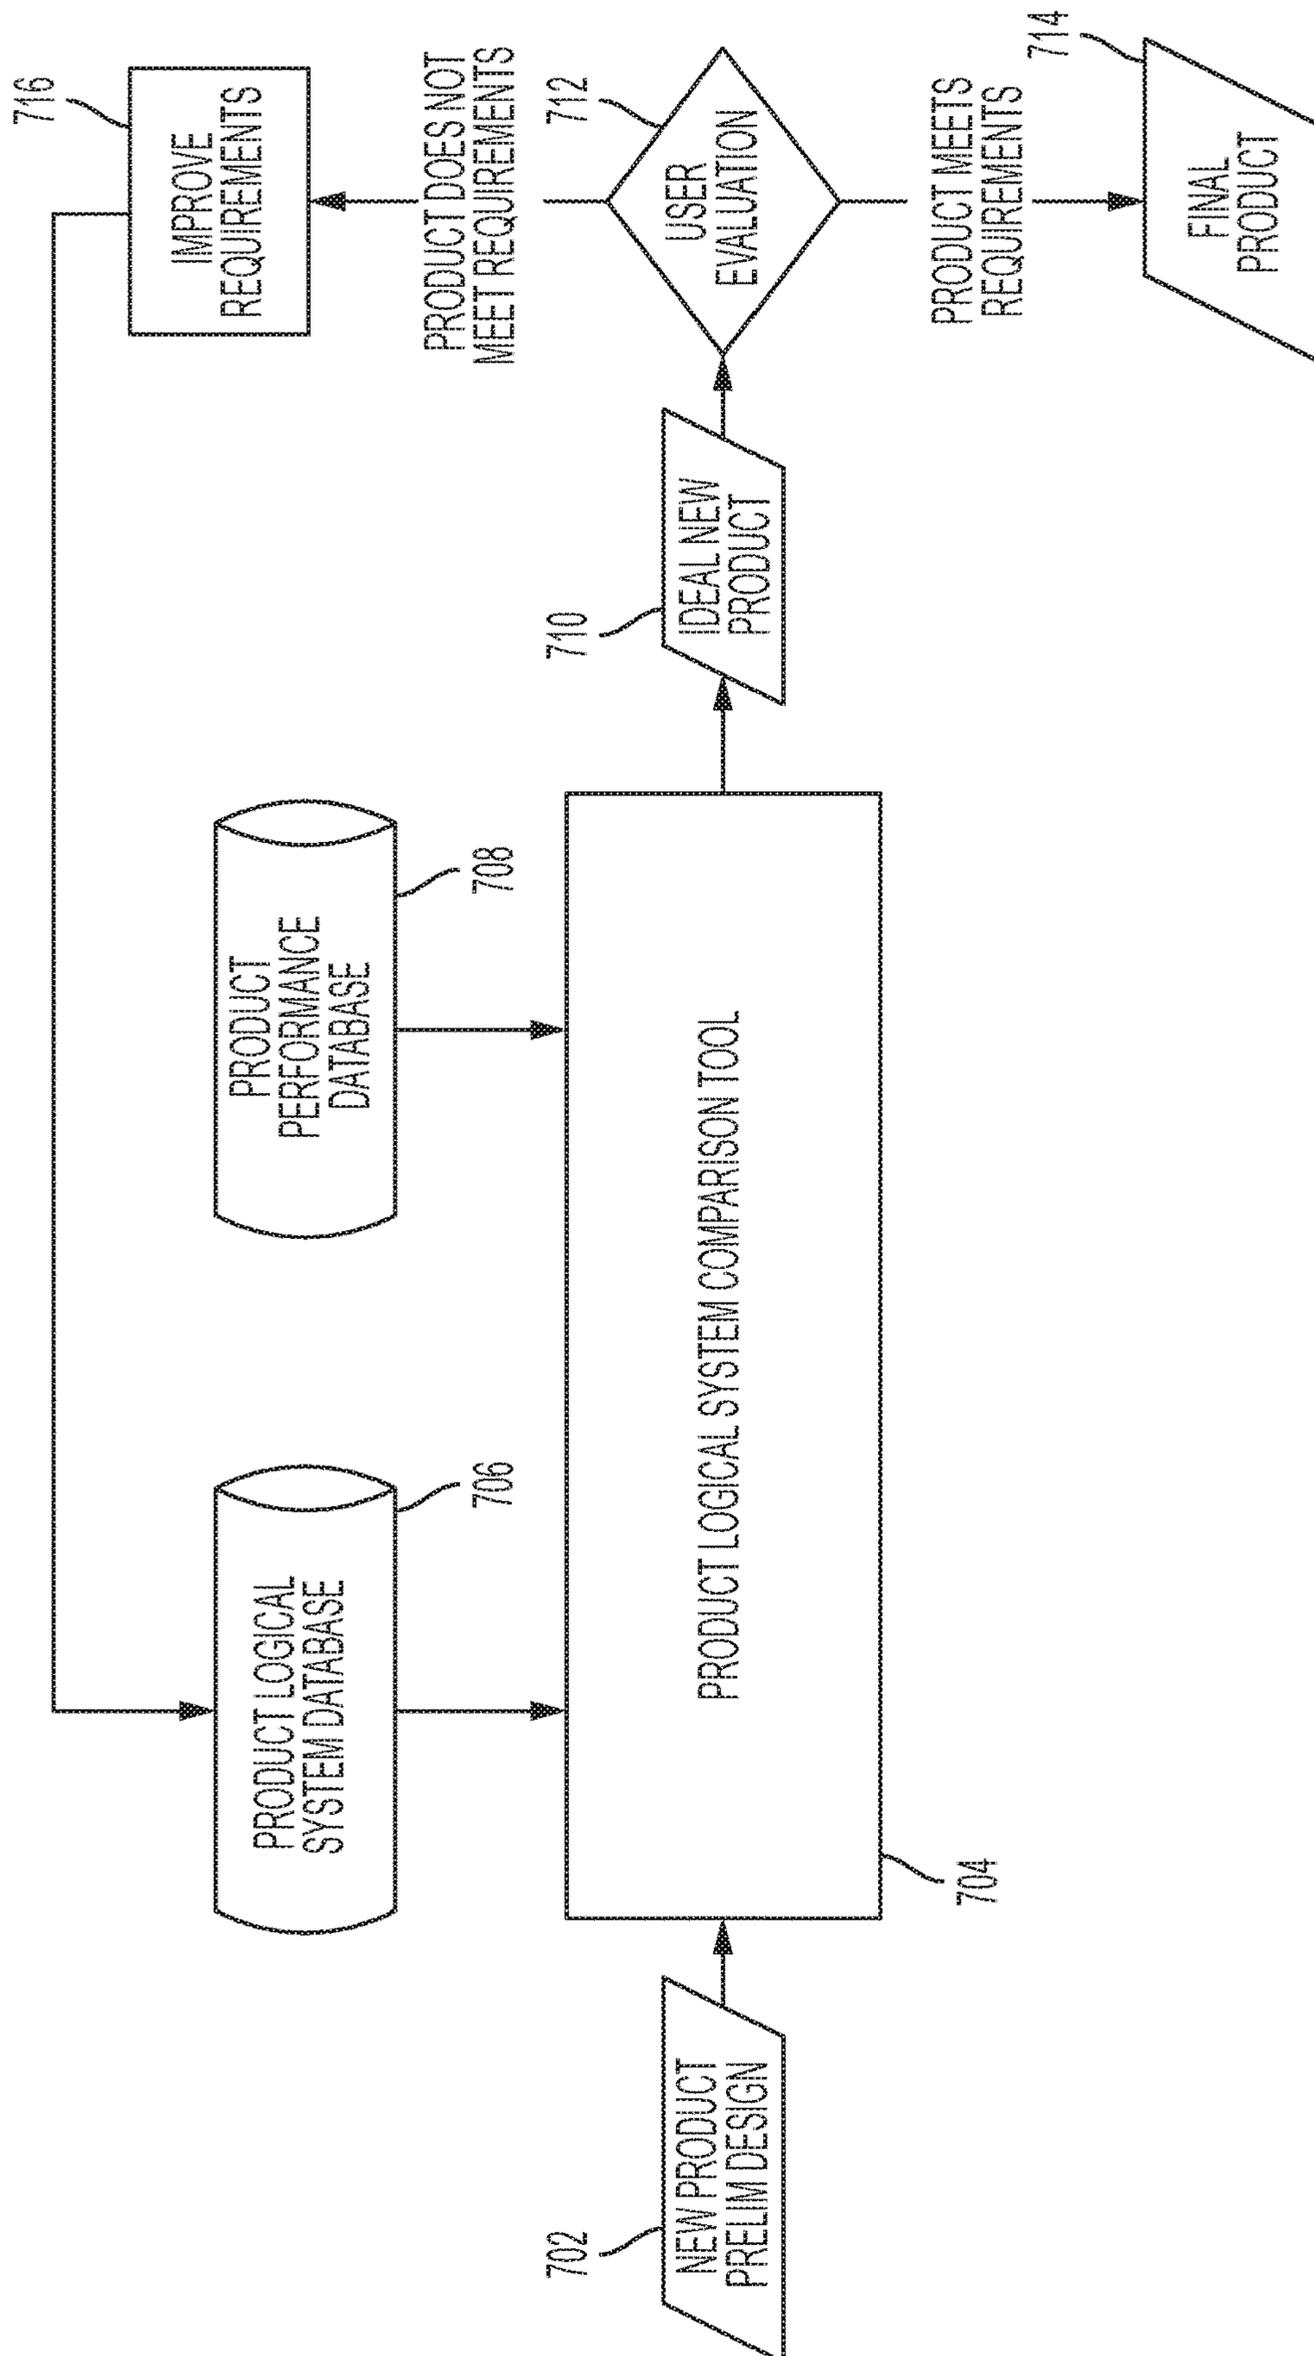 716
IMPROVE
REQUIREMENTS
PRODUCT DOES NOT
MEET REQUIREMENTS
712
USER
EVALUATION
PRODUCT MEETS
REQUIREMENTS
714
FINAL
PRODUCT
710
IDEAL NEW
PRODUCT
PRODUCT
PERFORMANCE
DATABASE
708
PRODUCT LOGICAL
SYSTEM DATABASE
706
PRODUCT LOGICAL SYSTEM COMPARISON TOOL
704
702
NEW PRODUCT
PRELIM DESIGN